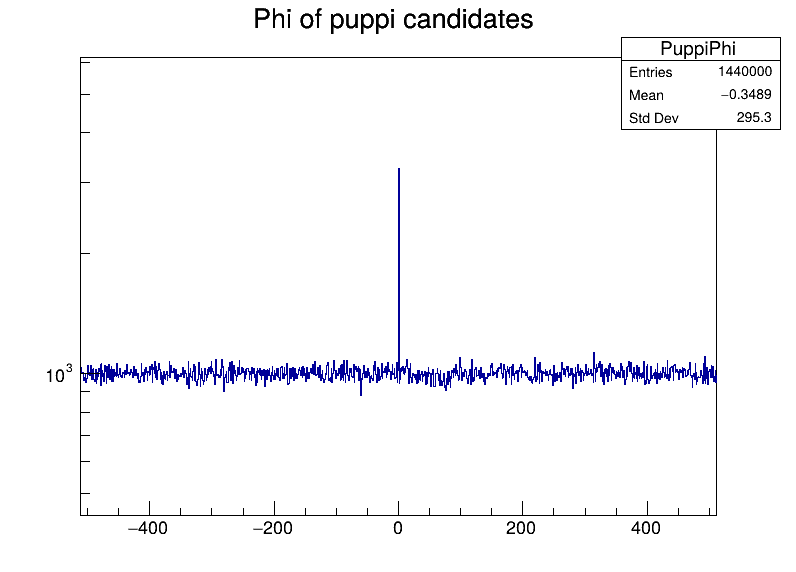 Phi of puppi candidates
PuppiPhi
Entries 1440000
Mean −0.3489
Std Dev 295.3
10³
−400 −200 0 200 400